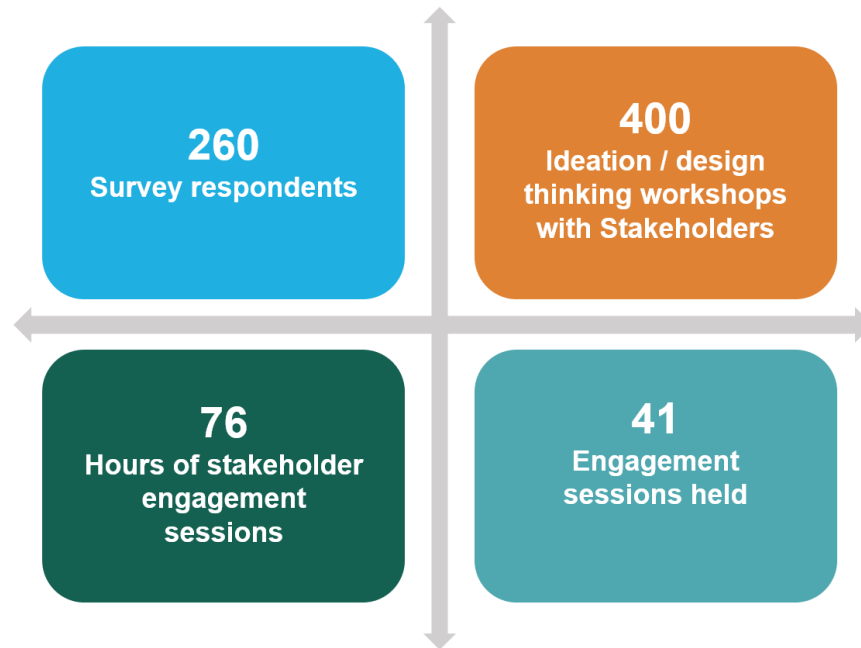 260
Survey respondents
400
Ideation / design
thinking workshops
with Stakeholders
76
Hours of stakeholder
engagement
sessions
41
Engagement
sessions held